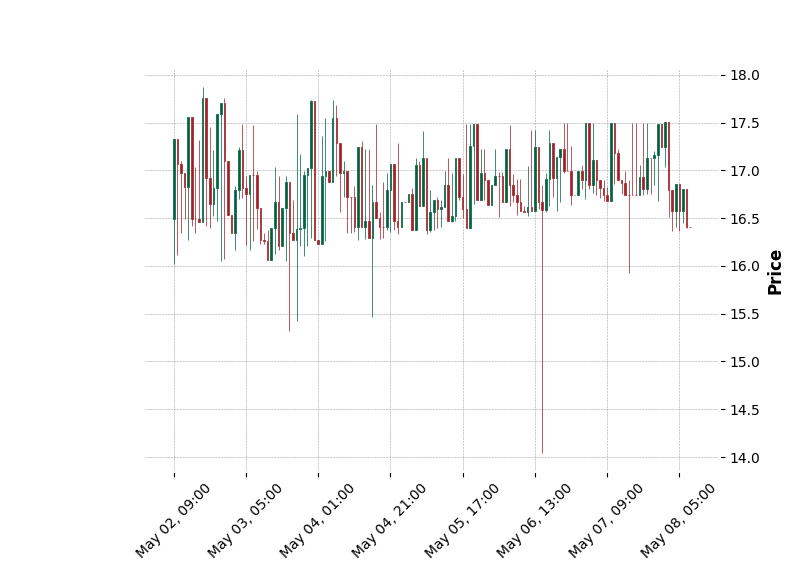 18.0
17.5
17.0
16.5
16.0
15.5
15.0
14.5
14.0
Price
May 02, 09:00
May 03, 05:00
May 04, 01:00
May 04, 21:00
May 05, 17:00
May 06, 13:00
May 07, 09:00
May 08, 05:00